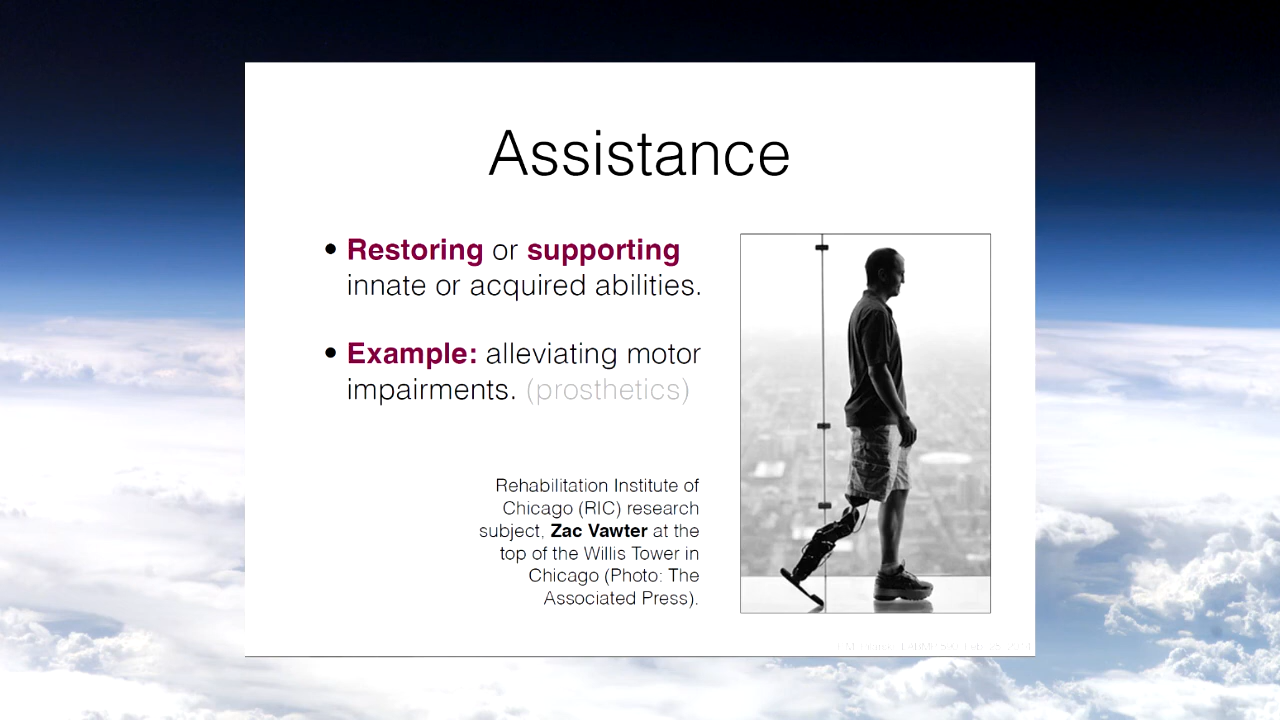 Assistance
• Restoring or supporting
innate or acquired abilities.
• Example: alleviating motor
impairments. (prosthetics)
Rehabilitation Institute of
Chicago (RIC) research
subject, Zac Vawter at the
top of the Willis Tower in
Chicago (Photo: The
Associated Press).